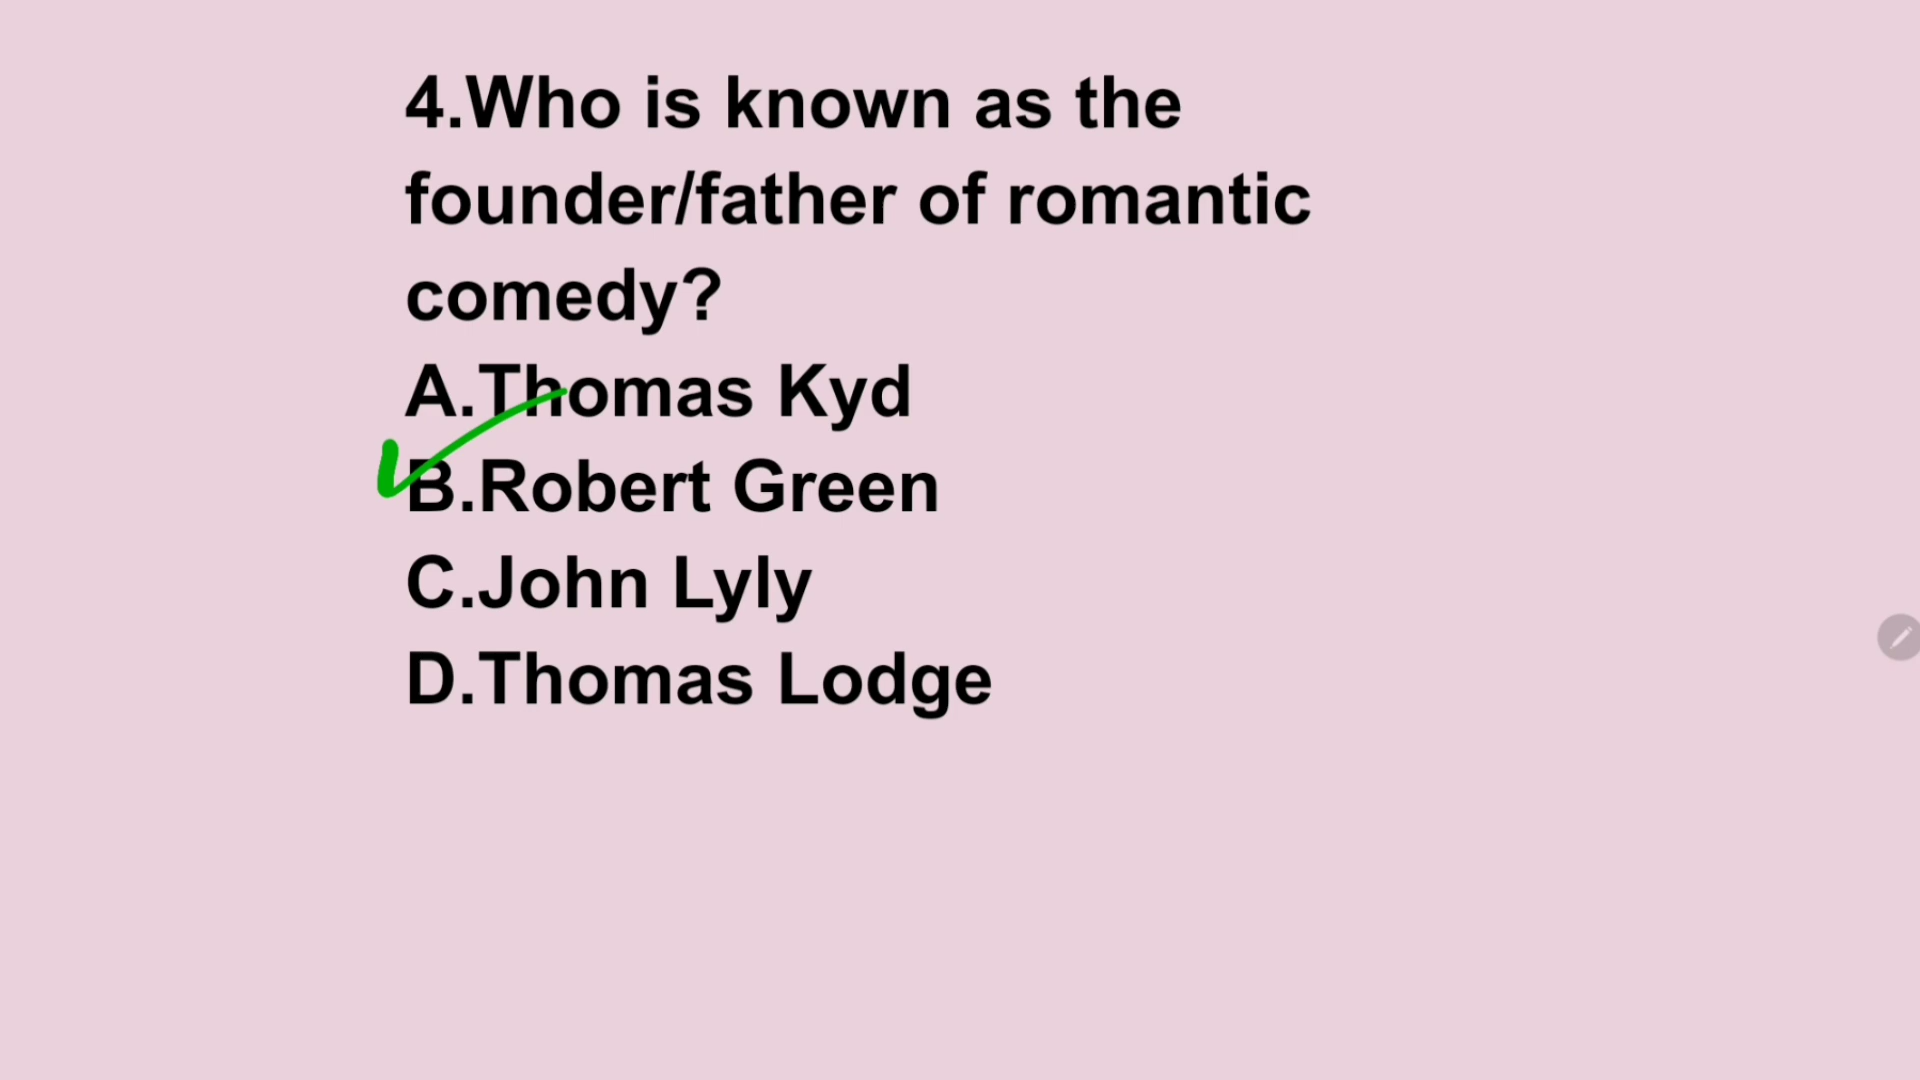 4.Who is known as the
founder/father of romantic
comedy?
A.Thomas Kyd
B.Robert Green
C.John Lyly
D.Thomas Lodge